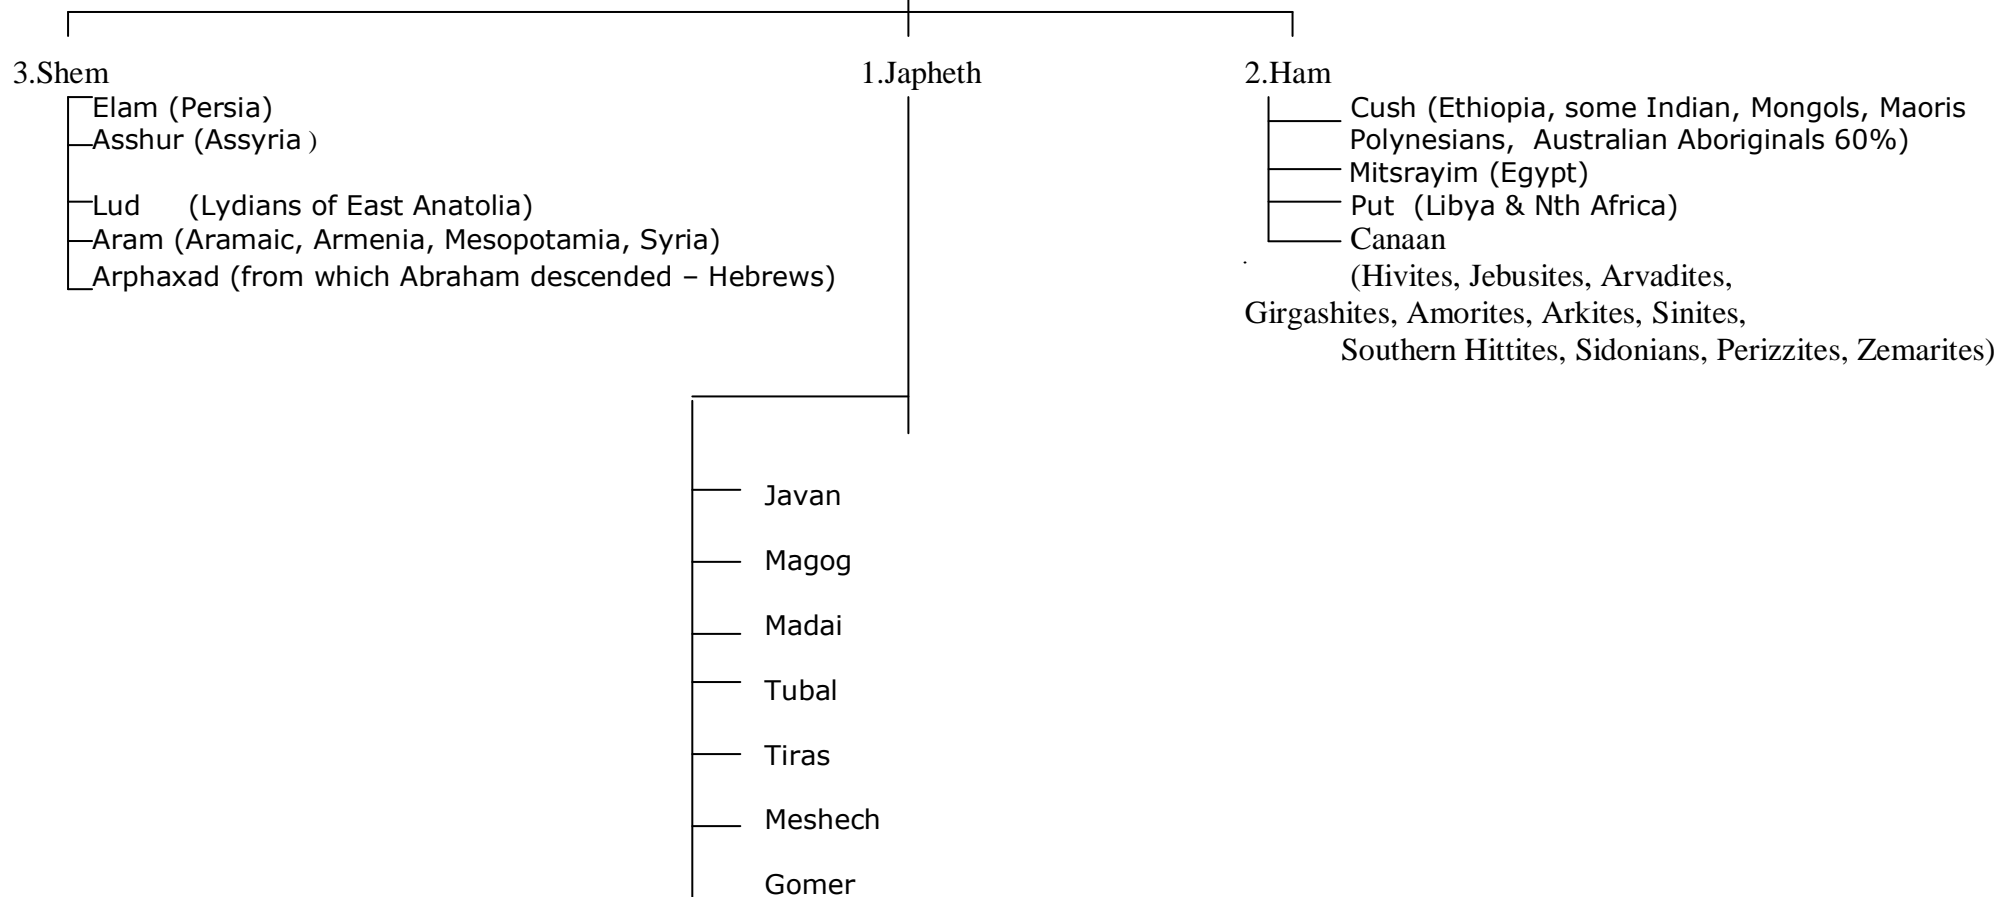 3.Shem
Elam (Persia)
Asshur (Assyria )
Lud (Lydians of East Anatolia)
Aram (Aramaic, Armenia, Mesopotamia, Syria)
Arphaxad (from which Abraham descended – Hebrews)
1.Japheth
Javan
Magog
Madai
Tubal
Tiras
Meshech
Gomer
2.Ham
Cush (Ethiopia, some Indian, Mongols, Maoris
Polynesians, Australian Aboriginals 60%)
Mitsrayim (Egypt)
Put (Libya & Nth Africa)
Canaan
(Hivites, Jebusites, Arvadites,
Girgashites, Amorites, Arkites, Sinites,
Southern Hittites, Sidonians, Perizzites, Zemarites)